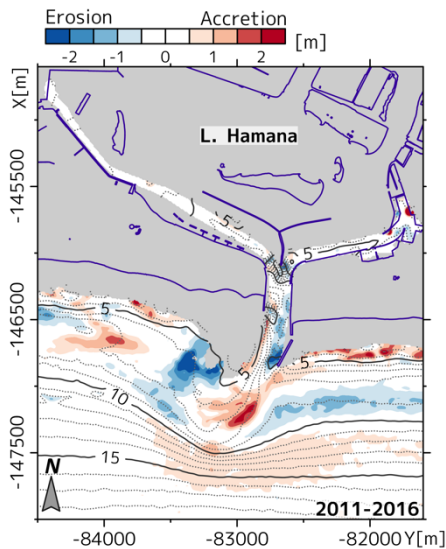 Erosion Accretion
-2 -1 0 1 2 [m]
X[m]
L. Hamana
-145500
5
5
-146500
5
5
5
10
-147500
15
N
2011-2016
-84000 -83000 -82000 Y[m]